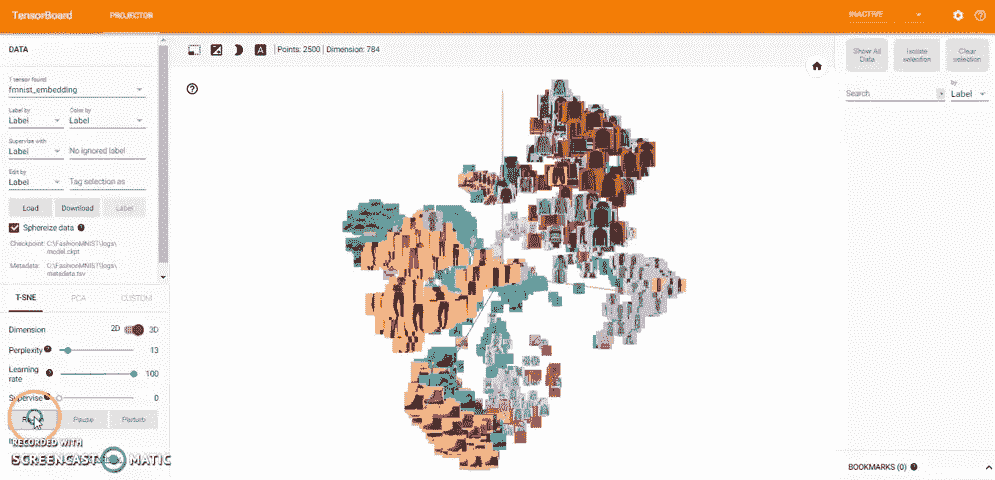 TensorBoard
PROJECTOR
INACTIVE
DATA
Points: 2500 | Dimension: 784
Show All Data
Isolate selection
Clear selection
Search
by
Label
1 tensor found
fmnist_embedding
Label by
Color by
Label
Label
Supervise with
Label
No ignored label
Edit by
Label
Tag selection as
Load
Download
Label
Sphereize data
Checkpoint:
C:\FashionMNIST\logs\
model.ckpt
Metadata:
C:\FashionMNIST\logs\
metadata.tsv
T-SNE
PCA
CUSTOM
Dimension
2D
3D
Perplexity
13
Learning
rate
100
Supervise
0
Pause
Perturb
RECORDED WITH
SCREENCAST MATIC
BOOKMARKS (0)